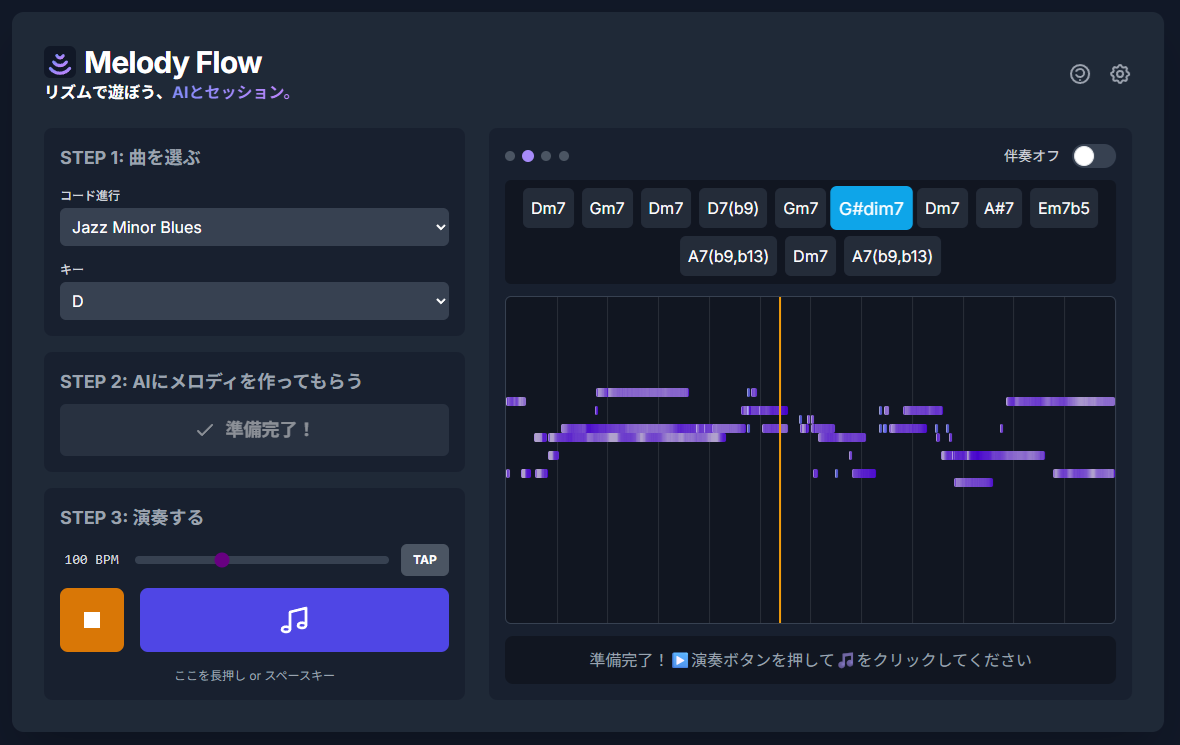 Melody Flow
リズムで遊ぼう、AIとセッション。
STEP 1: 曲を選ぶ
コード進行
Jazz Minor Blues
キー
D
STEP 2: AIにメロディを作ってもらう
✓ 準備完了！
STEP 3: 演奏する
100 BPM
TAP
ここを長押し or スペースキー
伴奏オフ
Dm7 Gm7 Dm7 D7(b9) Gm7 G#dim7 Dm7 A#7 Em7b5
A7(b9,b13) Dm7 A7(b9,b13)
準備完了！▶️演奏ボタンを押して🎵をクリックしてください